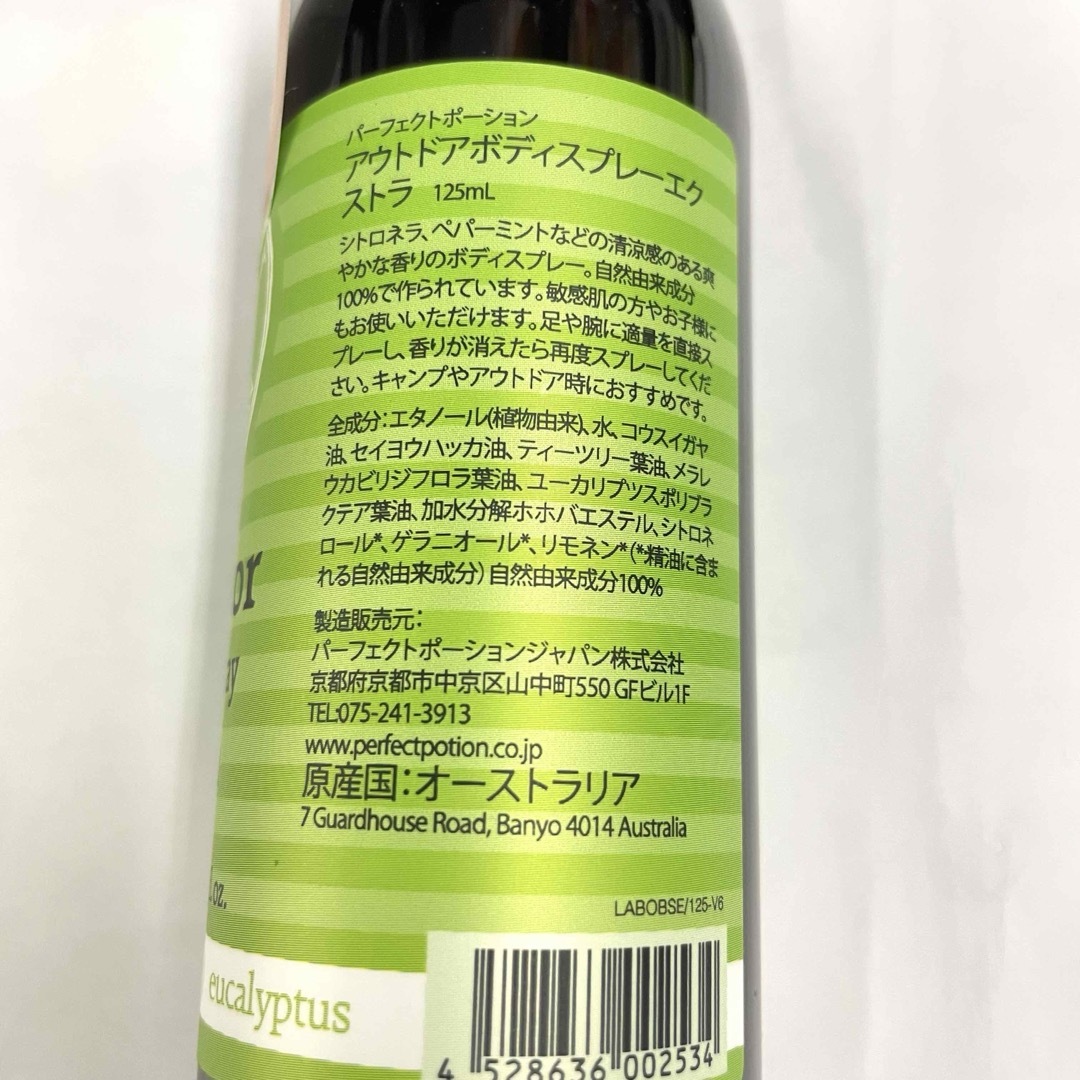 パーフェクトポーション
アウトドアボディスプレーエク
ストラ 125mL
シトロネラ、ペパーミントなどの清涼感のある爽
やかな香りのボディスプレー。自然由来成分
100%で作られています。敏感肌の方やお子様に
もお使いいただけます。足や腕に適量を直接ス
プレーし、香りが消えたら再度スプレーしてくだ
さい。キャンプやアウトドア時におすすめです。
全成分：エタノール(植物由来)、水、コウスイガヤ
油、セイヨウハッカ油、ティーツリー葉油、メラレ
ウカビリジフロラ葉油、ユーカリプツスポリブラ
クテア葉油、加水分解ホホバエステル、シトロネ
ロール*、ゲラニオール*、リモネン*（*精油に含ま
れる自然由来成分）自然由来成分100%
製造販売元：
パーフェクトポーションジャパン株式会社
京都府京都市中京区山中町550 GFビル1F
TEL:075-241-3913
www.perfectpotion.co.jp
原産国：オーストラリア
7 Guardhouse Road, Banyo 4014 Australia
LABOBSE/125-V6
or
ay
.oz.
eucalyptus
4 528636 002534